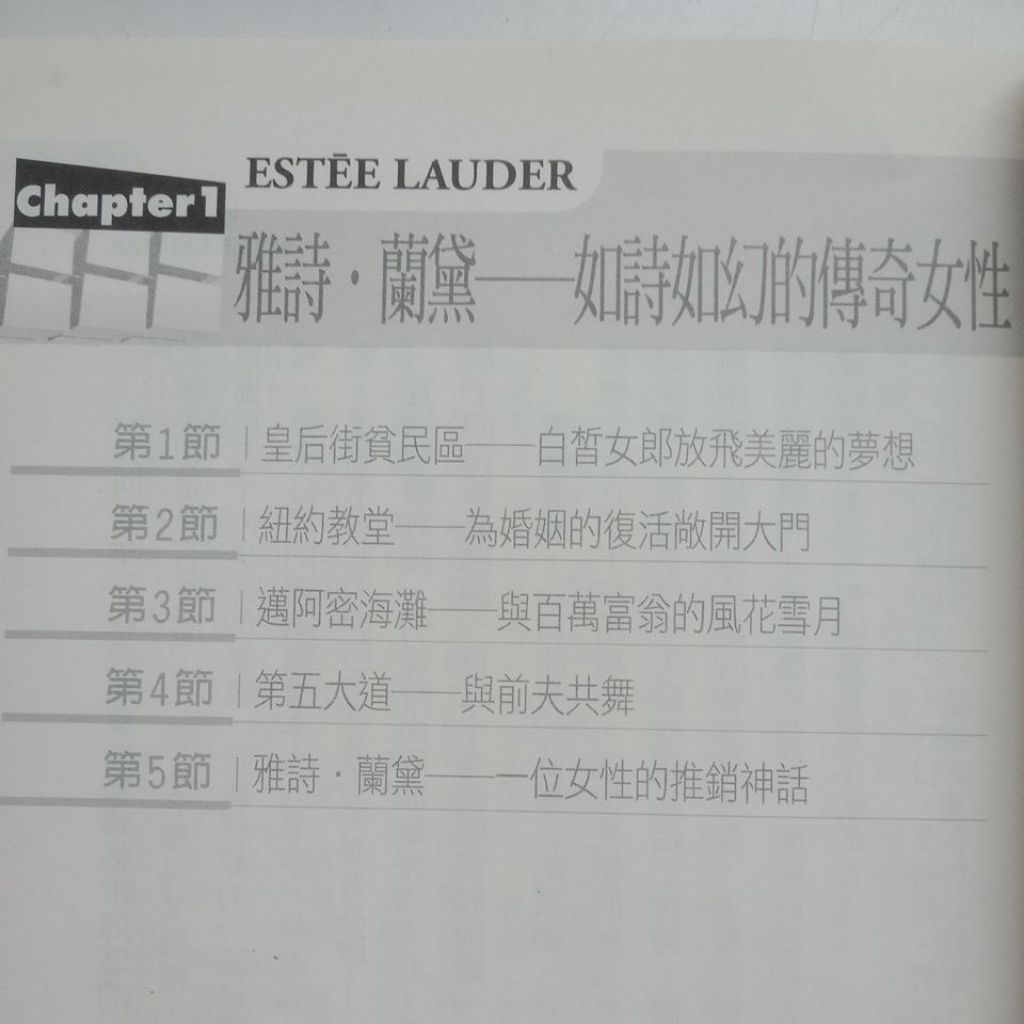 ESTĒE LAUDER
Chapter1
雅詩·蘭黛——如詩如幻的傳奇女性
第1節 | 皇后街貧民區——白皙女郎放飛美麗的夢想
第2節 | 紐約教堂——為婚姻的復活敞開大門
第3節 | 邁阿密海灘——與百萬富翁的風花雪月
第4節 | 第五大道——與前夫共舞
第5節 | 雅詩·蘭黛——一位女性的推銷神話